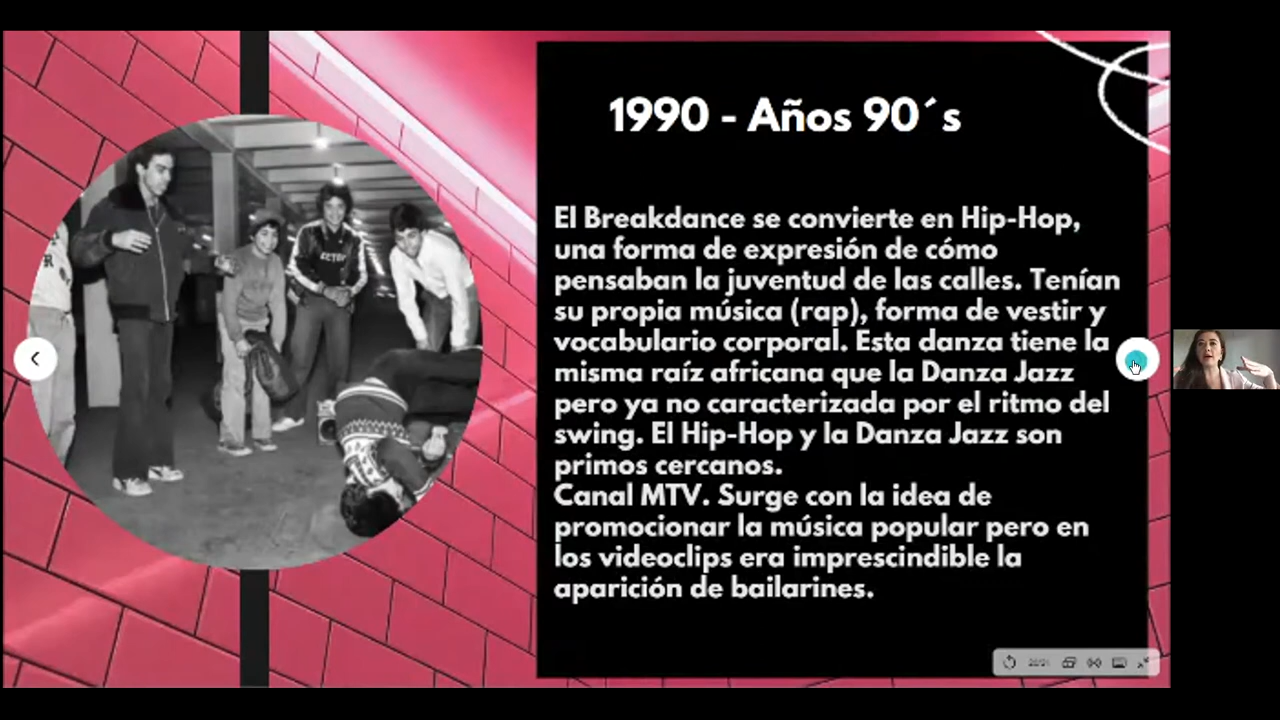 1990 - Años 90´s
El Breakdance se convierte en Hip-Hop,
una forma de expresión de cómo
pensaban la juventud de las calles. Tenían
su propia música (rap), forma de vestir y
vocabulario corporal. Esta danza tiene la
misma raíz africana que la Danza Jazz
pero ya no caracterizada por el ritmo del
swing. El Hip-Hop y la Danza Jazz son
primos cercanos.
Canal MTV. Surge con la idea de
promocionar la música popular pero en
los videoclips era imprescindible la
aparición de bailarines.